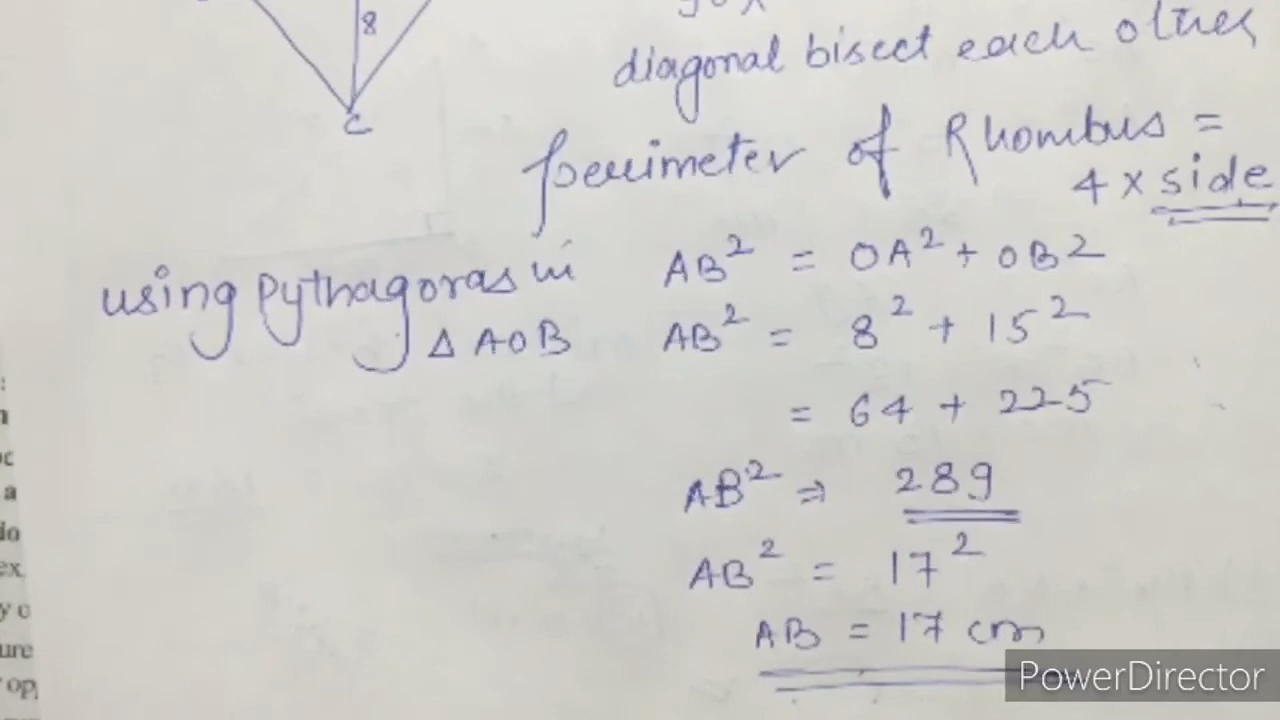 8
C
diagonal bisect each other
perimeter of Rhombus =
4 × side
using pythagoras in AB² = OA² + OB2
Δ AOB AB² = 8² + 15²
= 64 + 225
AB² ⇒ 289
AB² = 17²
AB = 17 cm
PowerDirector